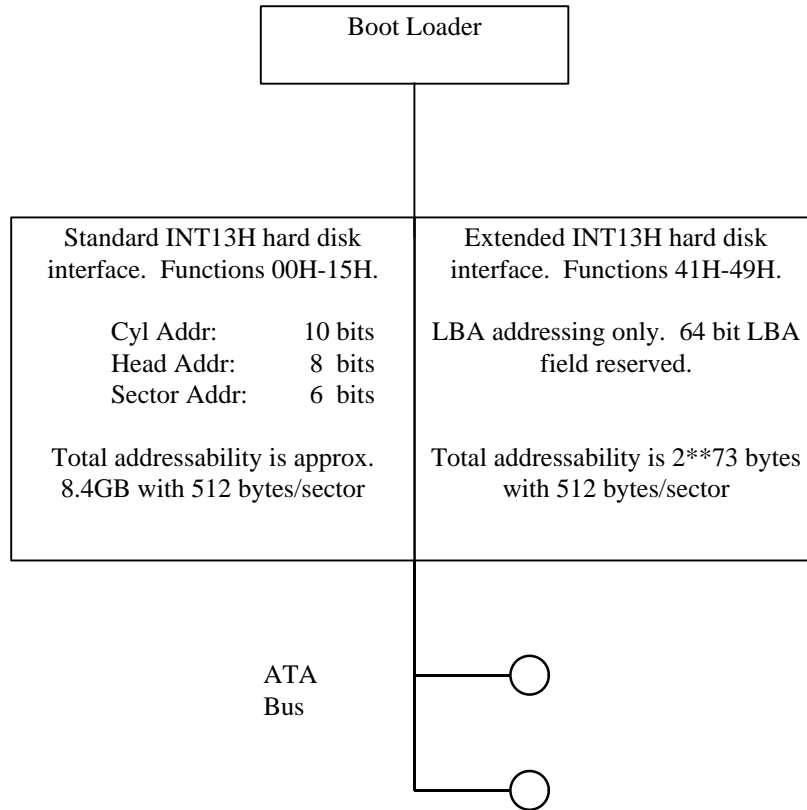 Boot Loader
Standard INT13H hard disk
interface.  Functions 00H-15H.
Cyl Addr: 10 bits
Head Addr: 8 bits
Sector Addr: 6 bits
Total addressability is approx.
8.4GB with 512 bytes/sector
Extended INT13H hard disk
interface.  Functions 41H-49H.
LBA addressing only.  64 bit LBA
field reserved.
Total addressability is 2**73 bytes
with 512 bytes/sector
ATA
Bus